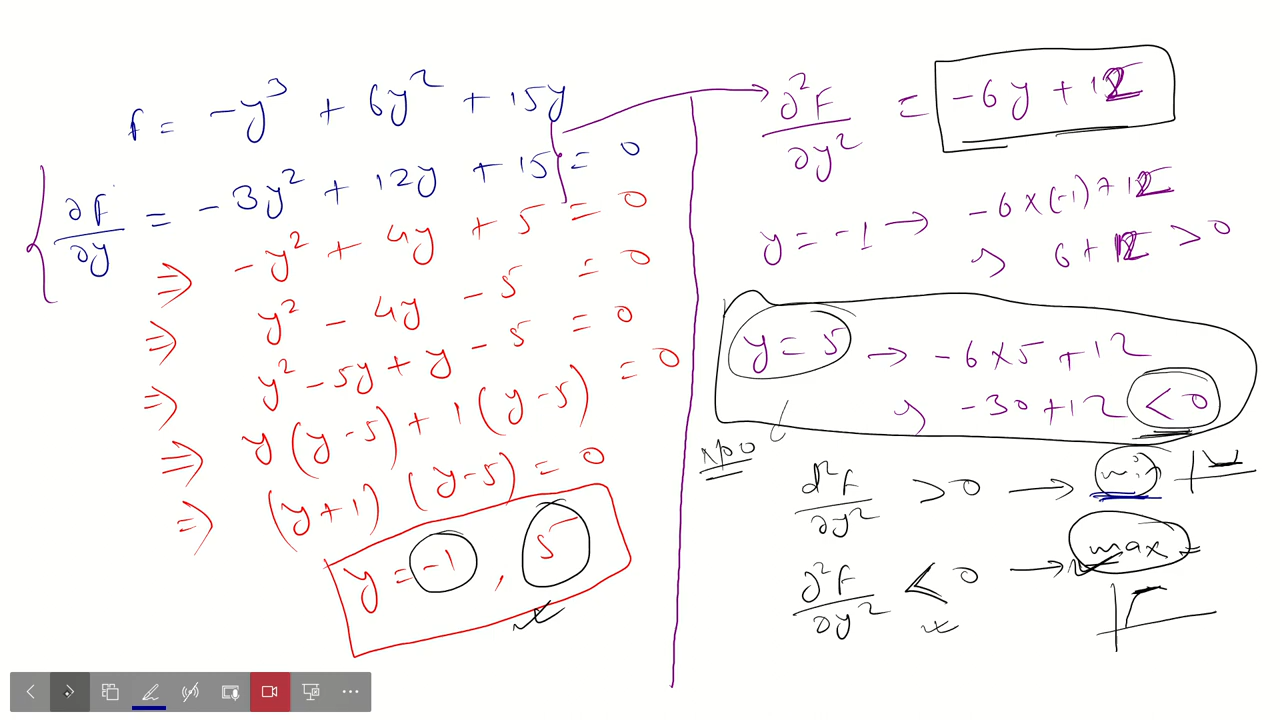 f = -y³ + 6y² + 15y
∂f/∂y = -3y² + 12y + 15 = 0
⇒ -y² + 4y + 5 = 0
⇒ y² - 4y - 5 = 0
⇒ y² - 5y + y - 5 = 0
⇒ y(y-5) + 1(y-5) = 0
⇒ (y+1)(y-5) = 0
y = -1, 5
∂²f/∂y² = -6y + 12
y = -1 → -6×(-1) + 12
⇒ 6 + 12 > 0
y = 5 → -6×5 + 12
⇒ -30 + 12 < 0
∂²f/∂y² > 0 → min
∂²f/∂y² < 0 → max